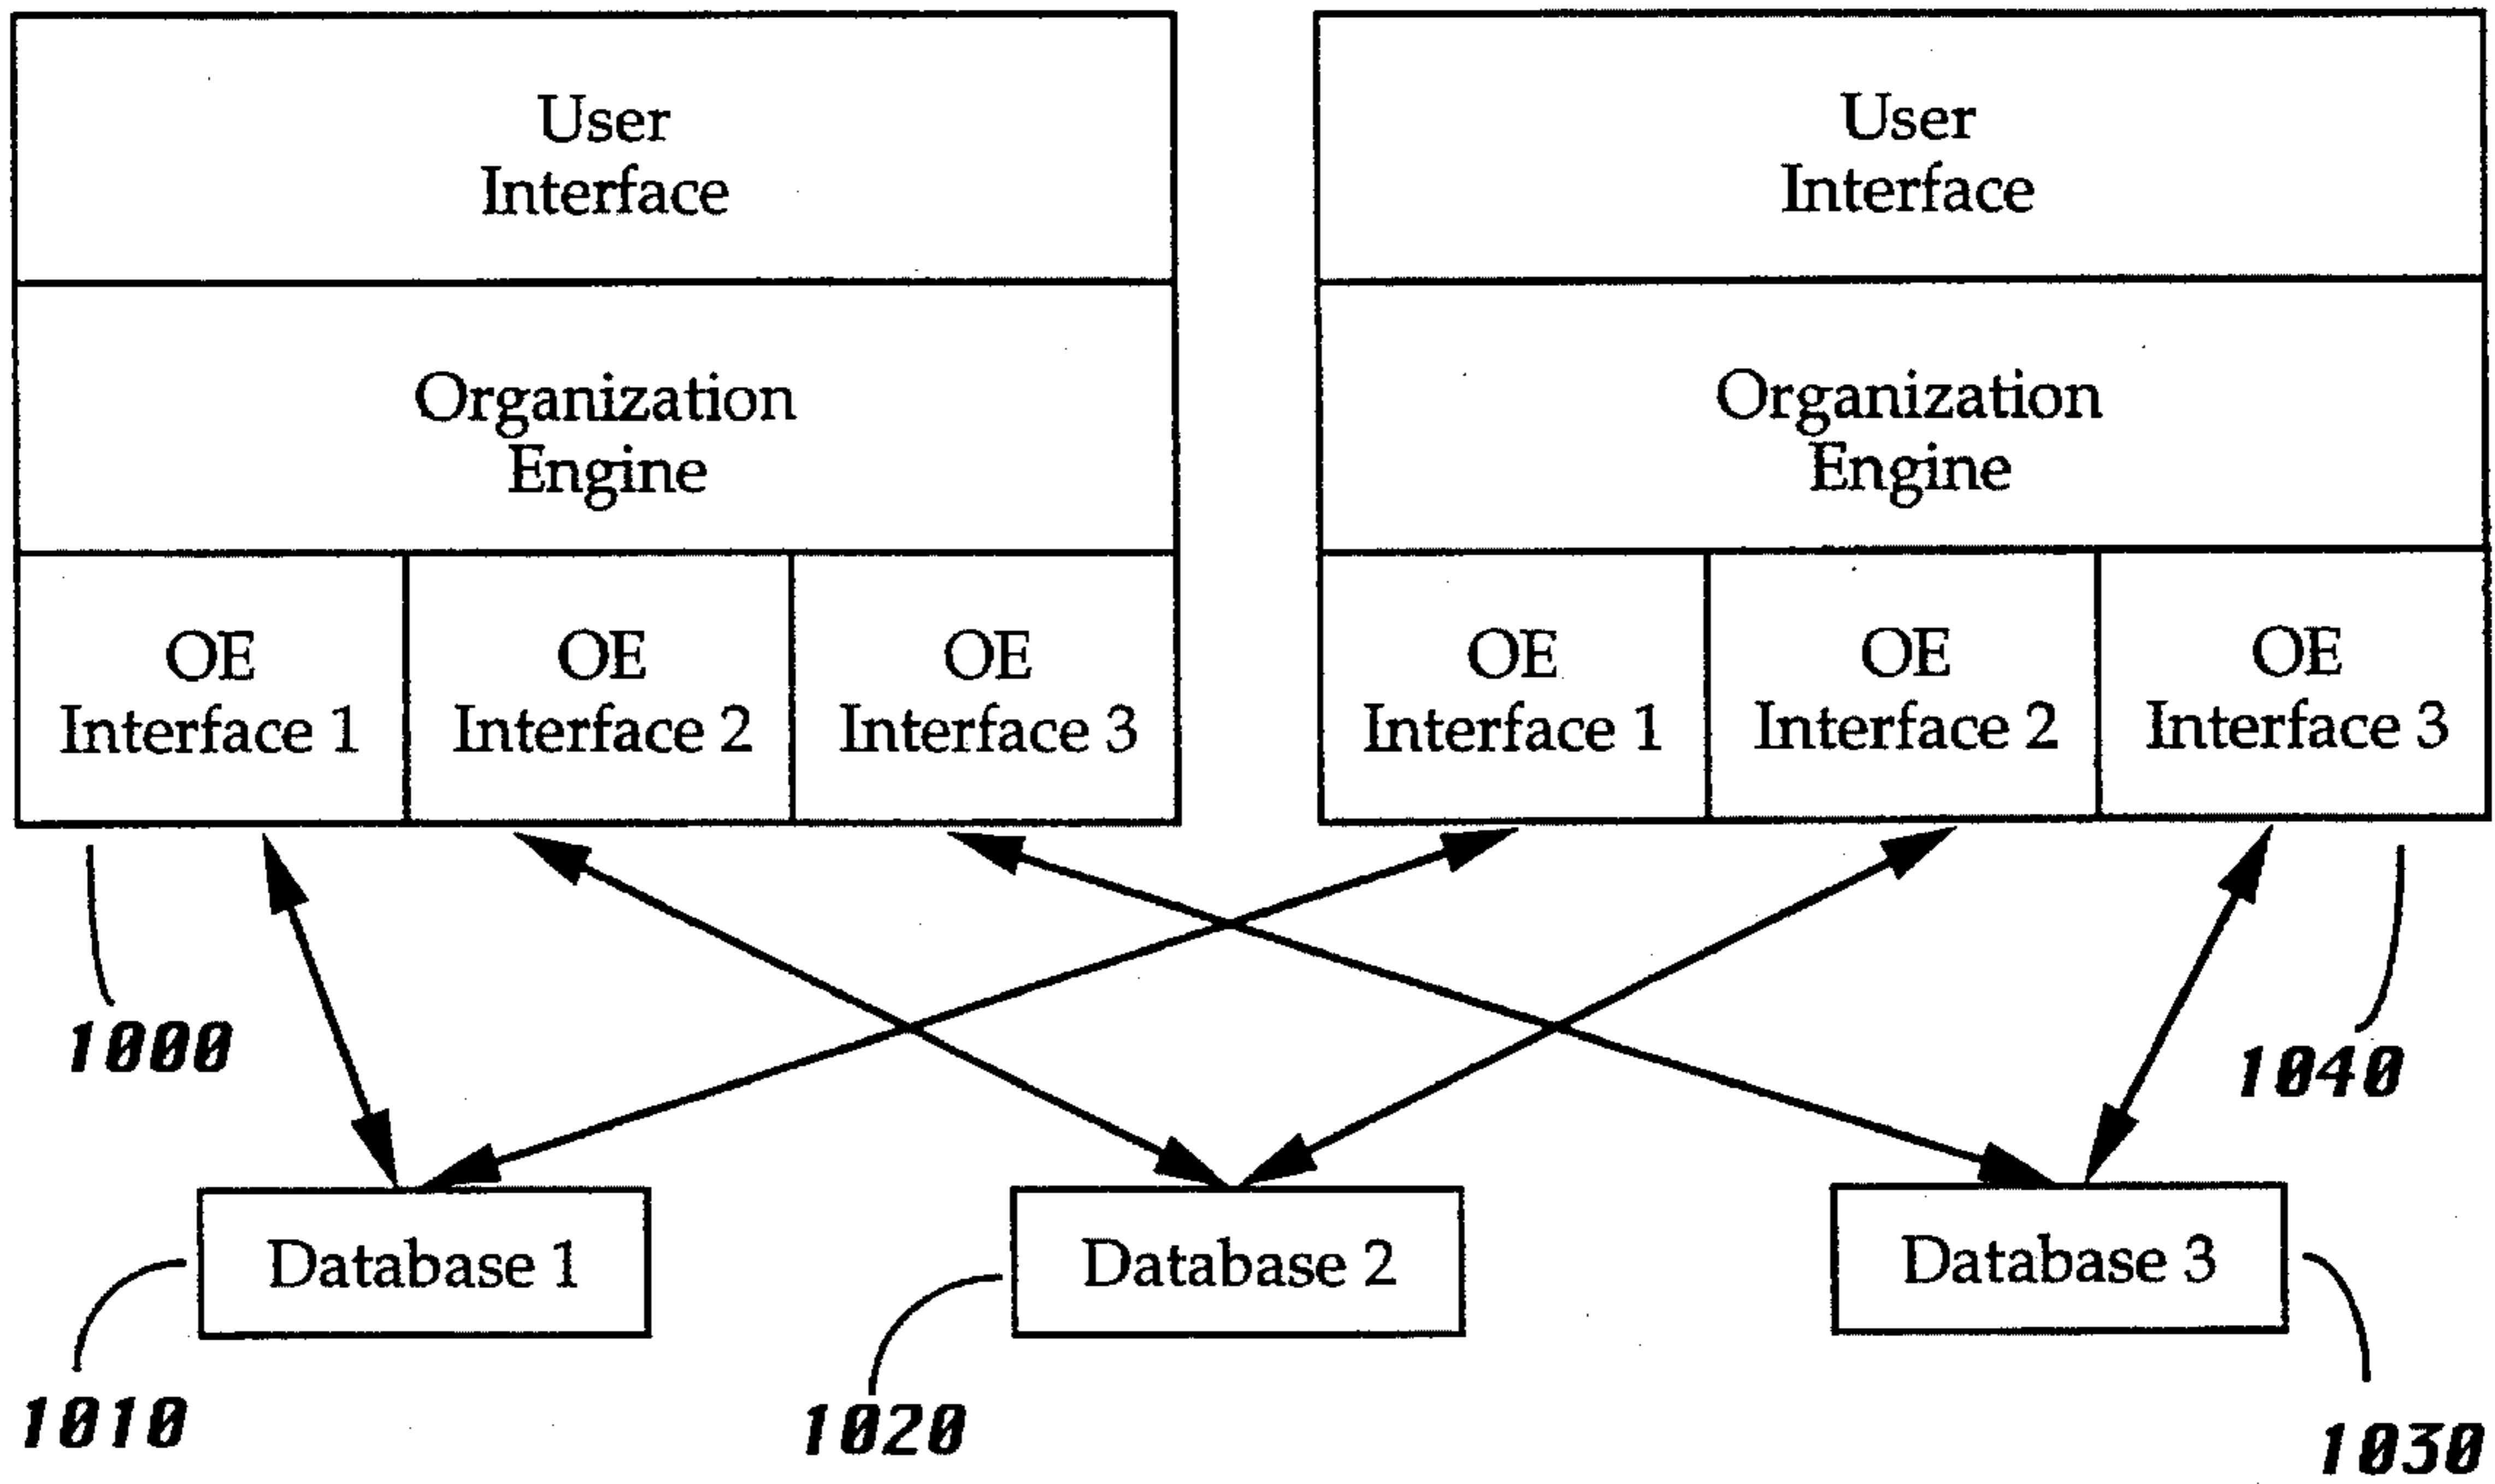 User
Interface
Organization
Engine
OE
Interface 1
OE
Interface 2
OE
Interface 3
User
Interface
Organization
Engine
OE
Interface 1
OE
Interface 2
OE
Interface 3
1000
1040
Database 1
Database 2
Database 3
1010
1020
1030